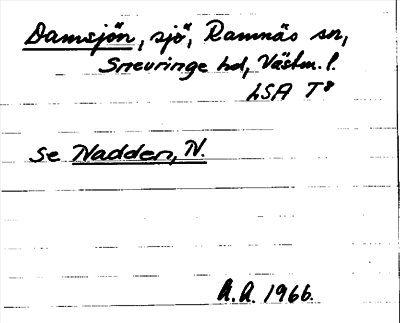 Damsjön, sjö, Ramnäs sn,
Snevringe hd, Västm. l.
LSA T8
se Nadden, N.
A.A. 1966.